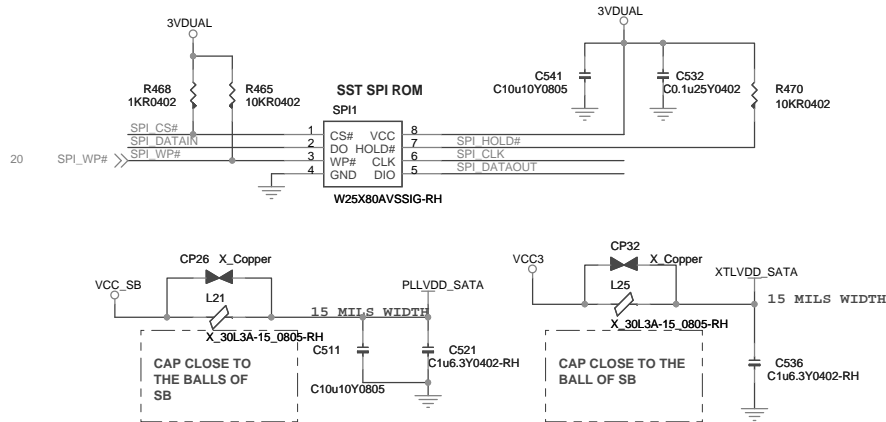 3VDUAL
3VDUAL
R468
1KR0402
R465
10KR0402
SST SPI ROM
SPI1
C541
C10u10Y0805
C532
C0.1u25Y0402
R470
10KR0402
SPI_CS#
SPI_DATAIN
20 SPI_WP# SPI_WP#
1 CS# VCC 8
2 DO HOLD# 7
3 WP# CLK 6
4 GND DIO 5
SPI_HOLD#
SPI_CLK
SPI_DATAOUT
W25X80AVSSIG-RH
CP26 X_Copper
VCC_SB
L21
PLLVDD_SATA
15 MILS WIDTH
X_30L3A-15_0805-RH
CAP CLOSE TO
THE BALLS OF
SB
C511
C10u10Y0805
C521
C1u6.3Y0402-RH
CP32
X_Copper
VCC3
L25
XTLVDD_SATA
15 MILS WIDTH
X_30L3A-15_0805-RH
CAP CLOSE TO THE
BALL OF SB
C536
C1u6.3Y0402-RH